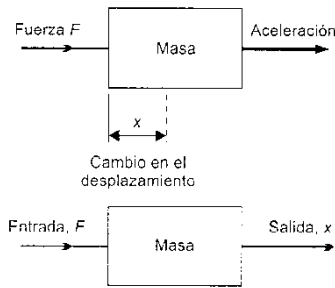 Fuerza F
Masa
Aceleración
x
Cambio en el
desplazamiento
Entrada, F
Masa
Salida, x